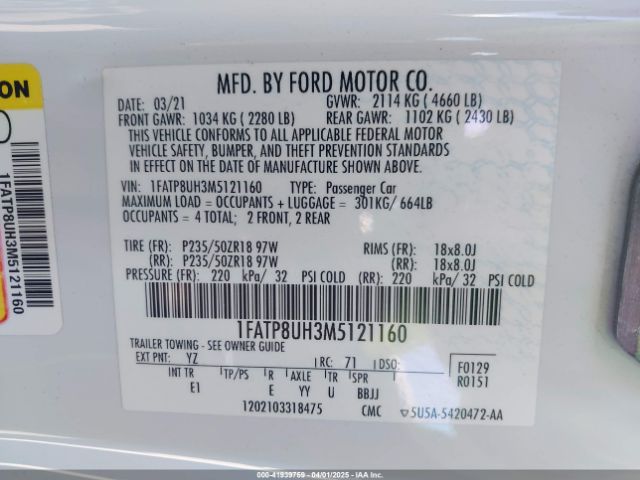 ON
1FATP8UH3M5121160
MFD. BY FORD MOTOR CO.
DATE: 03/21 GVWR: 2114 KG ( 4660 LB)
FRONT GAWR: 1034 KG ( 2280 LB) REAR GAWR: 1102 KG ( 2430 LB)
THIS VEHICLE CONFORMS TO ALL APPLICABLE FEDERAL MOTOR
VEHICLE SAFETY, BUMPER, AND THEFT PREVENTION STANDARDS
IN EFFECT ON THE DATE OF MANUFACTURE SHOWN ABOVE.
VIN: 1FATP8UH3M5121160 TYPE: Passenger Car
MAXIMUM LOAD = OCCUPANTS + LUGGAGE = 301KG/ 664LB
OCCUPANTS = 4 TOTAL; 2 FRONT, 2 REAR
TIRE (FR): P235/50ZR18 97W RIMS (FR): 18x8.0J
(RR): P235/50ZR18 97W (RR): 18x8.0J
PRESSURE (FR): 220 kPa/ 32 PSI COLD (RR): 220 kPa/ 32 PSI COLD
1FATP8UH3M5121160
TRAILER TOWING - SEE OWNER GUIDE
EXT PNT: YZ RC: 71 DSO: F0129
INT TR TP/PS R AXLE TR SPR R0151
E1 E YY U BBJJ
1202103318475 CMC 5U5A-5420472-AA
000-41939759 - 04/01/2025 - IAAI.COM